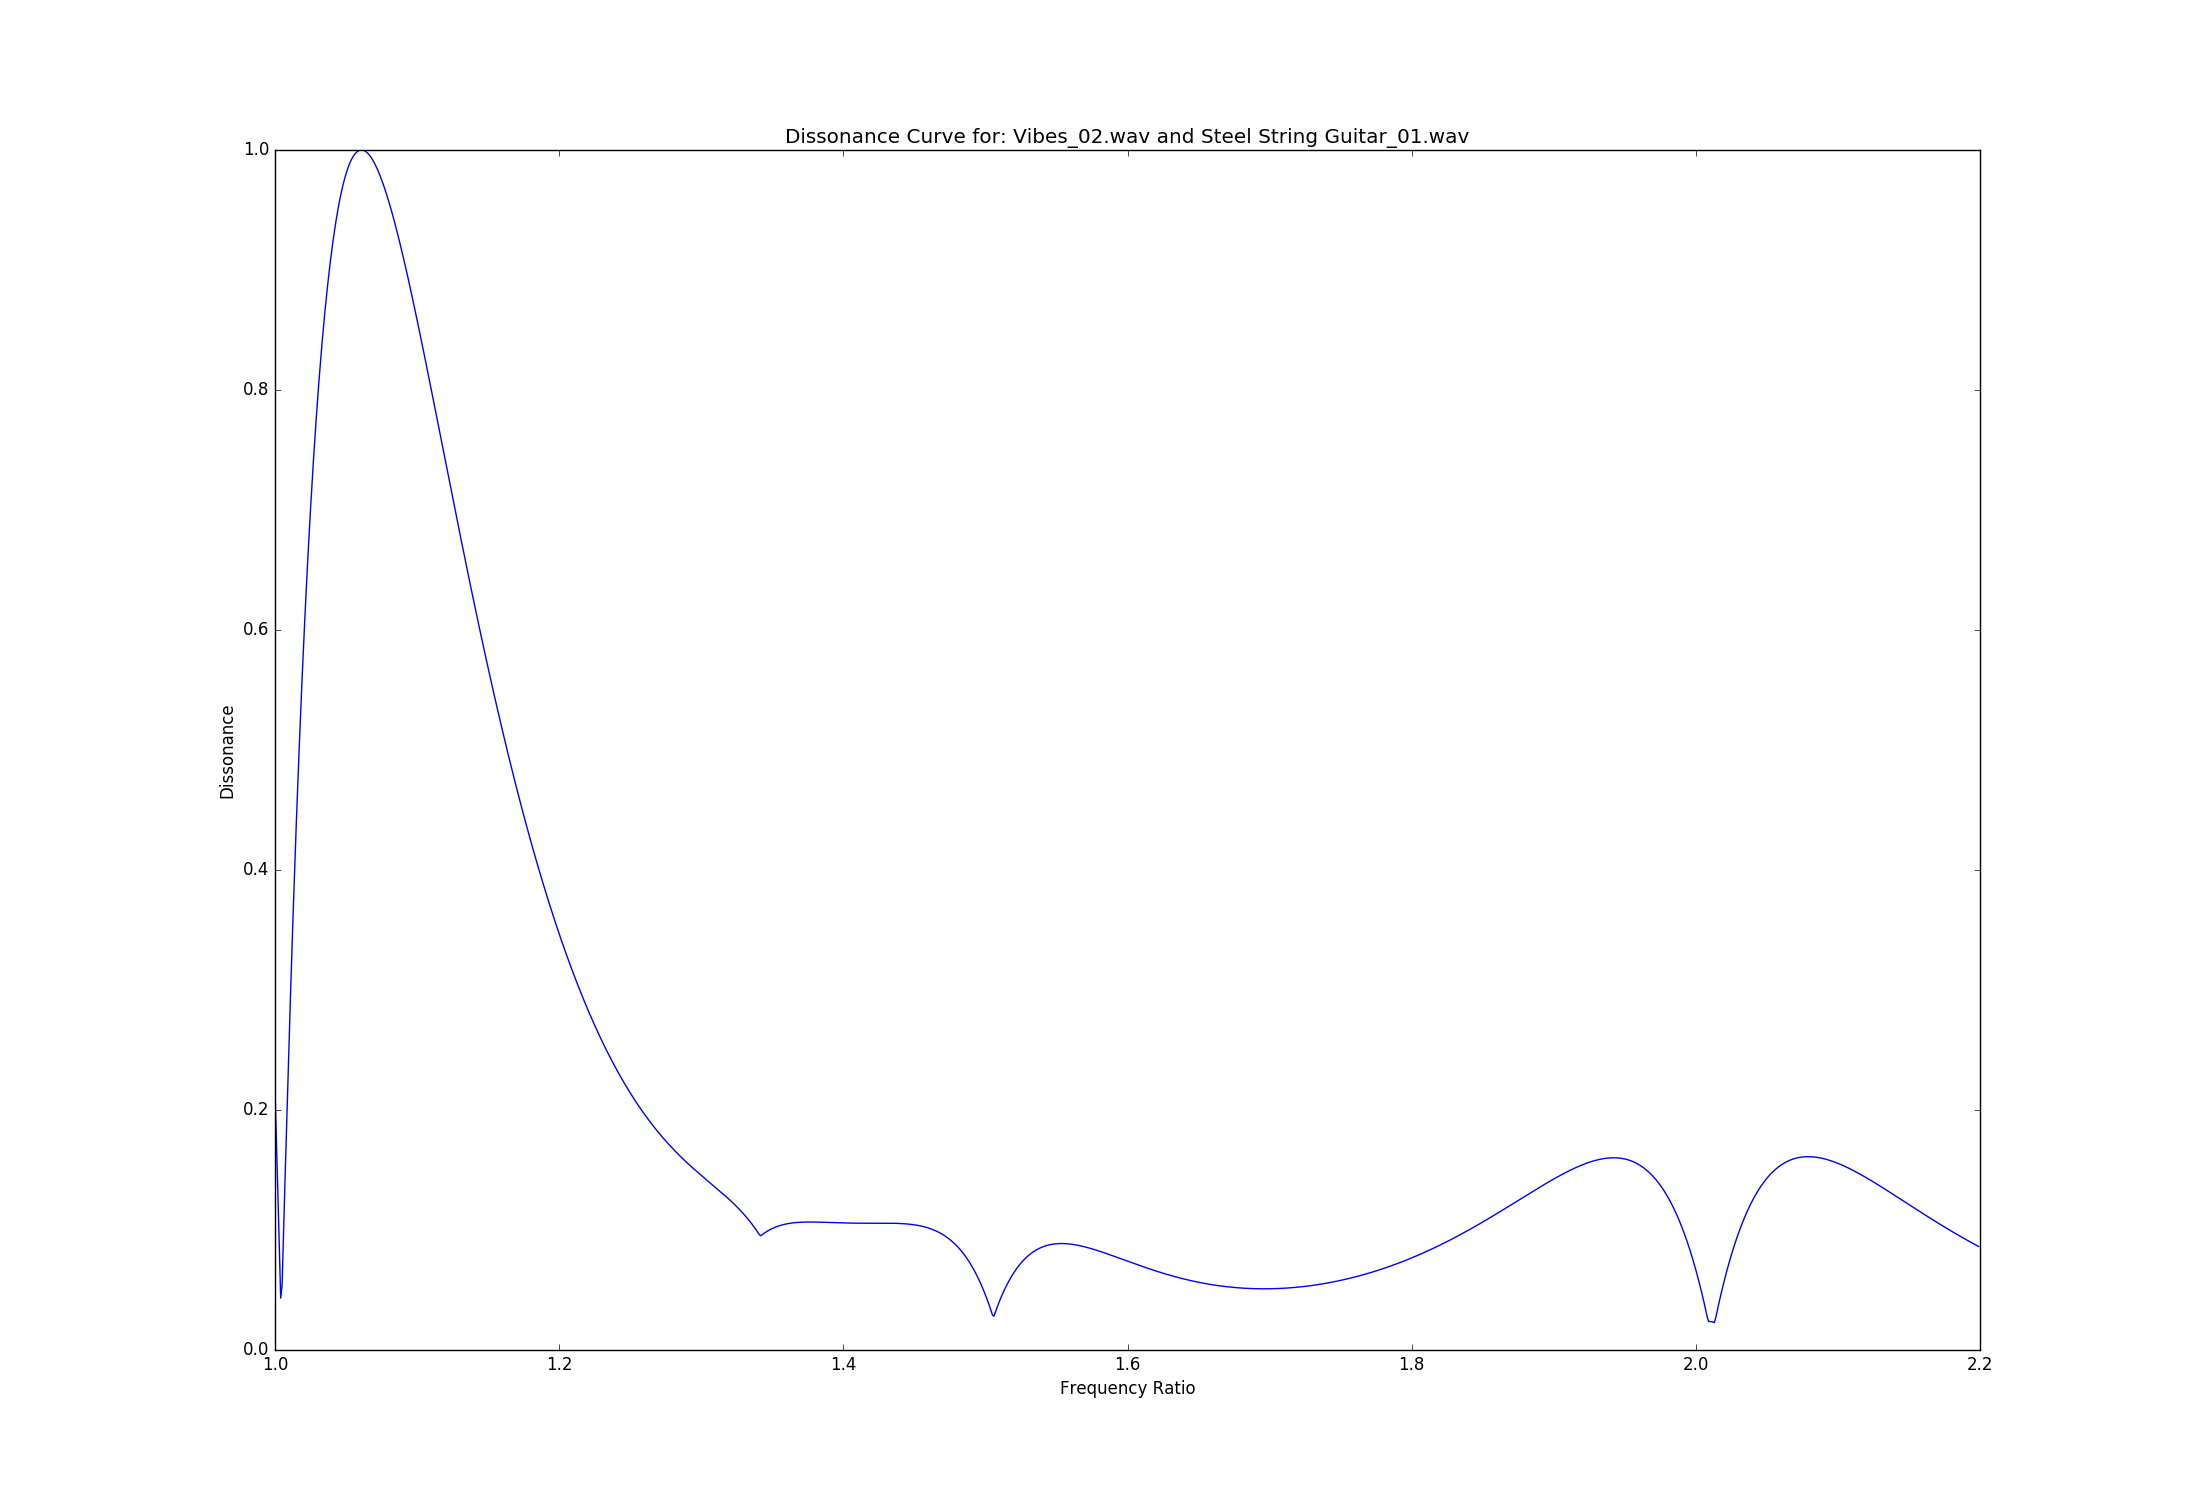 Dissonance Curve for: Vibes_02.wav and Steel String Guitar_01.wav
1.0
0.8
0.6
0.4
0.2
0.0
Dissonance
1.0 1.2 1.4 1.6 1.8 2.0 2.2
Frequency Ratio